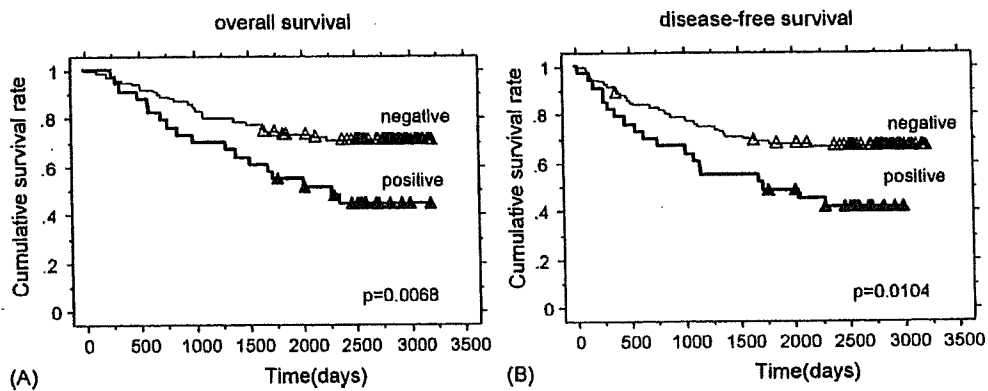 overall survival
Cumulative survival rate
1
.8
.6
.4
.2
0
negative
positive
p=0.0068
0 500 1000 1500 2000 2500 3000 3500
Time(days)
(A)
disease-free survival
Cumulative survival rate
1
.8
.6
.4
.2
0
negative
positive
p=0.0104
0 500 1000 1500 2000 2500 3000 3500
Time(days)
(B)